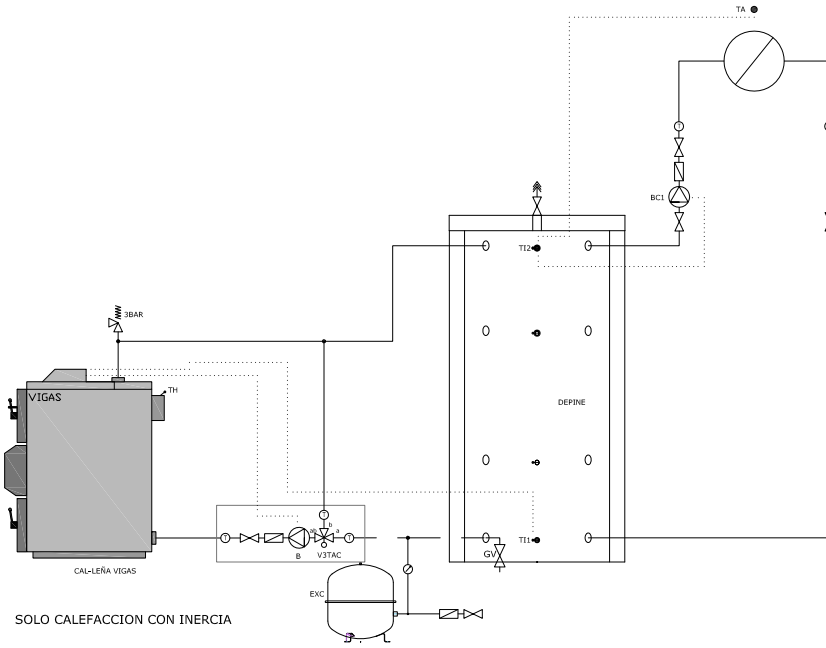 TA
T
BC1
TI2
3BAR
TH
VIGAS
DEPINE
T
b
ab
a
T
T
B
V3TAC
GV
TI1
CAL-LEÑA VIGAS
EXC
SOLO CALEFACCION CON INERCIA